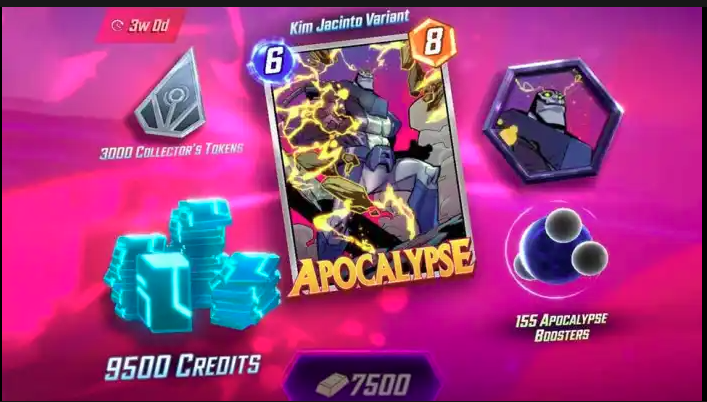 3w 0d
Kim Jacinto Variant
6
8
3000 Collector's Tokens
APOCALYPSE
155 Apocalypse
Boosters
9500 Credits
7500